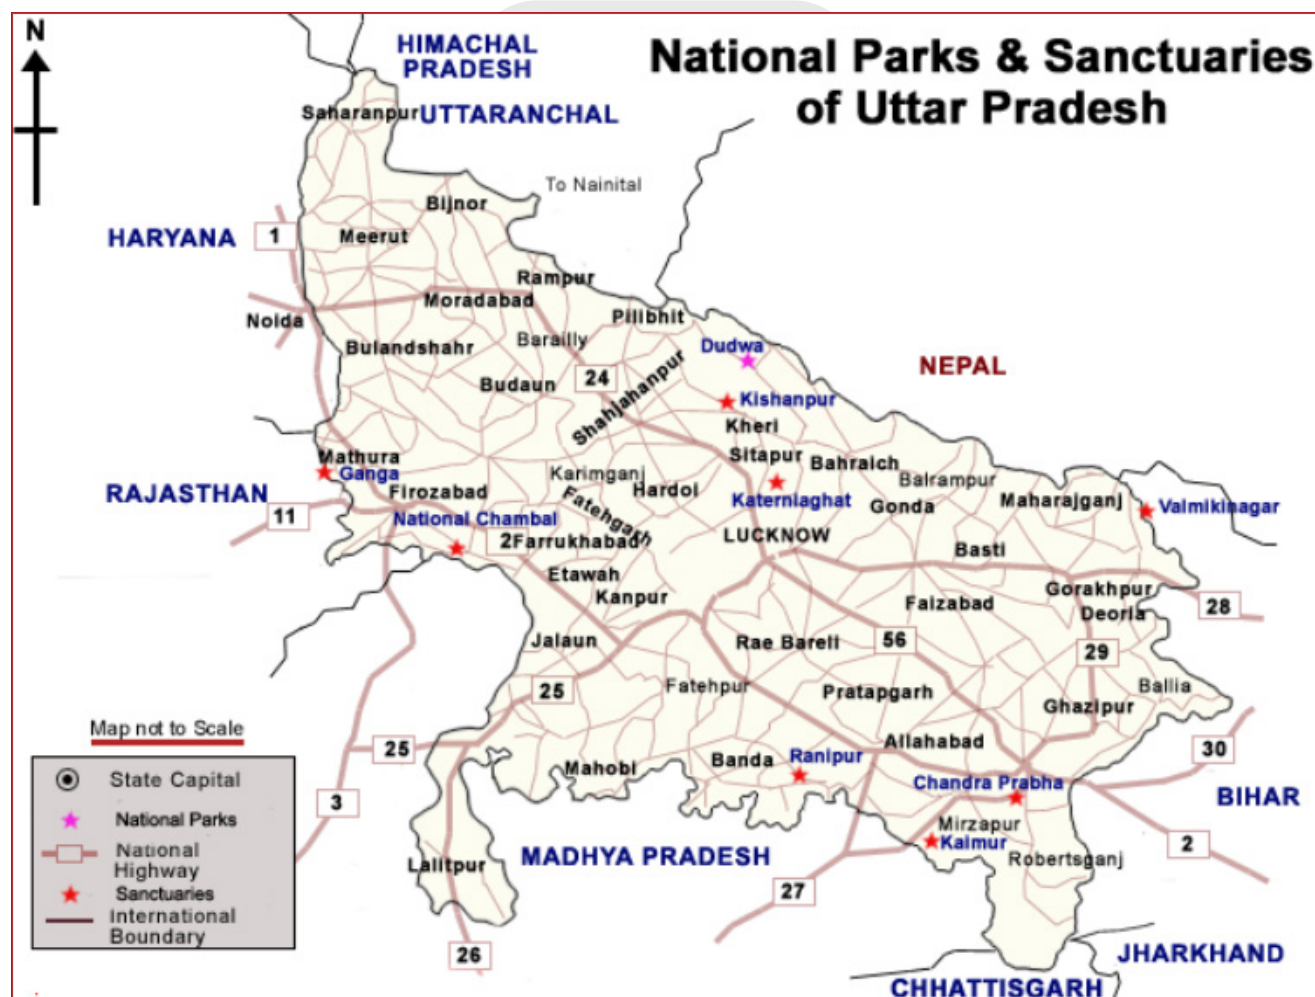 N
HIMACHAL
PRADESH
National Parks & Sanctuaries
of Uttar Pradesh
Saharanpur
UTTARANCHAL
To Nainital
Bijnor
HARYANA
1
Meerut
Rampur
Moradabad
Noida
Pilibhit
Barailly
Bulandshahr
Dudwa
NEPAL
Budaun
24
Shahjahanpur
Kishanpur
Kheri
Mathura
Sitapur
Bahraich
Ganga
Karimganj
Balrampur
RAJASTHAN
Firozabad
Hardoi
Katerniaghat
Gonda
Maharajganj
Valmikinagar
11
National Chambal
Fatehgarh
2
Farrukhabad
LUCKNOW
Basti
Etawah
Gorakhpur
Kanpur
Faizabad
Deoria
28
Jalaun
Rae Bareli
56
29
25
Fatehpur
Pratapgarh
Ballia
Ghazipur
Map not to Scale
25
Allahabad
30
Mahobi
Banda
Ranipur
State Capital
Chandra Prabha
BIHAR
3
National Parks
Mirzapur
National
Highway
Kaimur
2
Lalitpur
MADHYA PRADESH
Robertsganj
Sanctuaries
27
International
Boundary
26
JHARKHAND
CHHATTISGARH